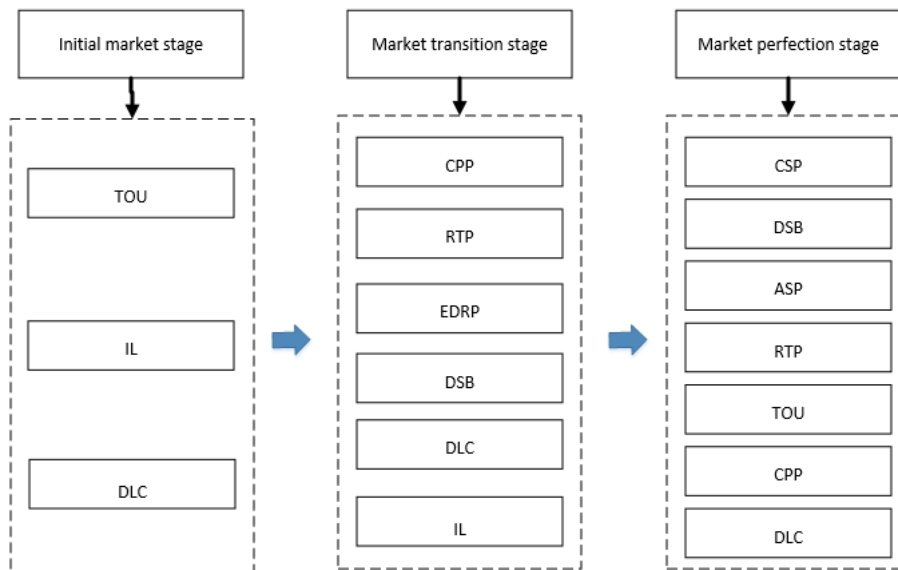 Initial market stage
TOU
IL
DLC
Market transition stage
CPP
RTP
EDRP
DSB
DLC
IL
Market perfection stage
CSP
DSB
ASP
RTP
TOU
CPP
DLC